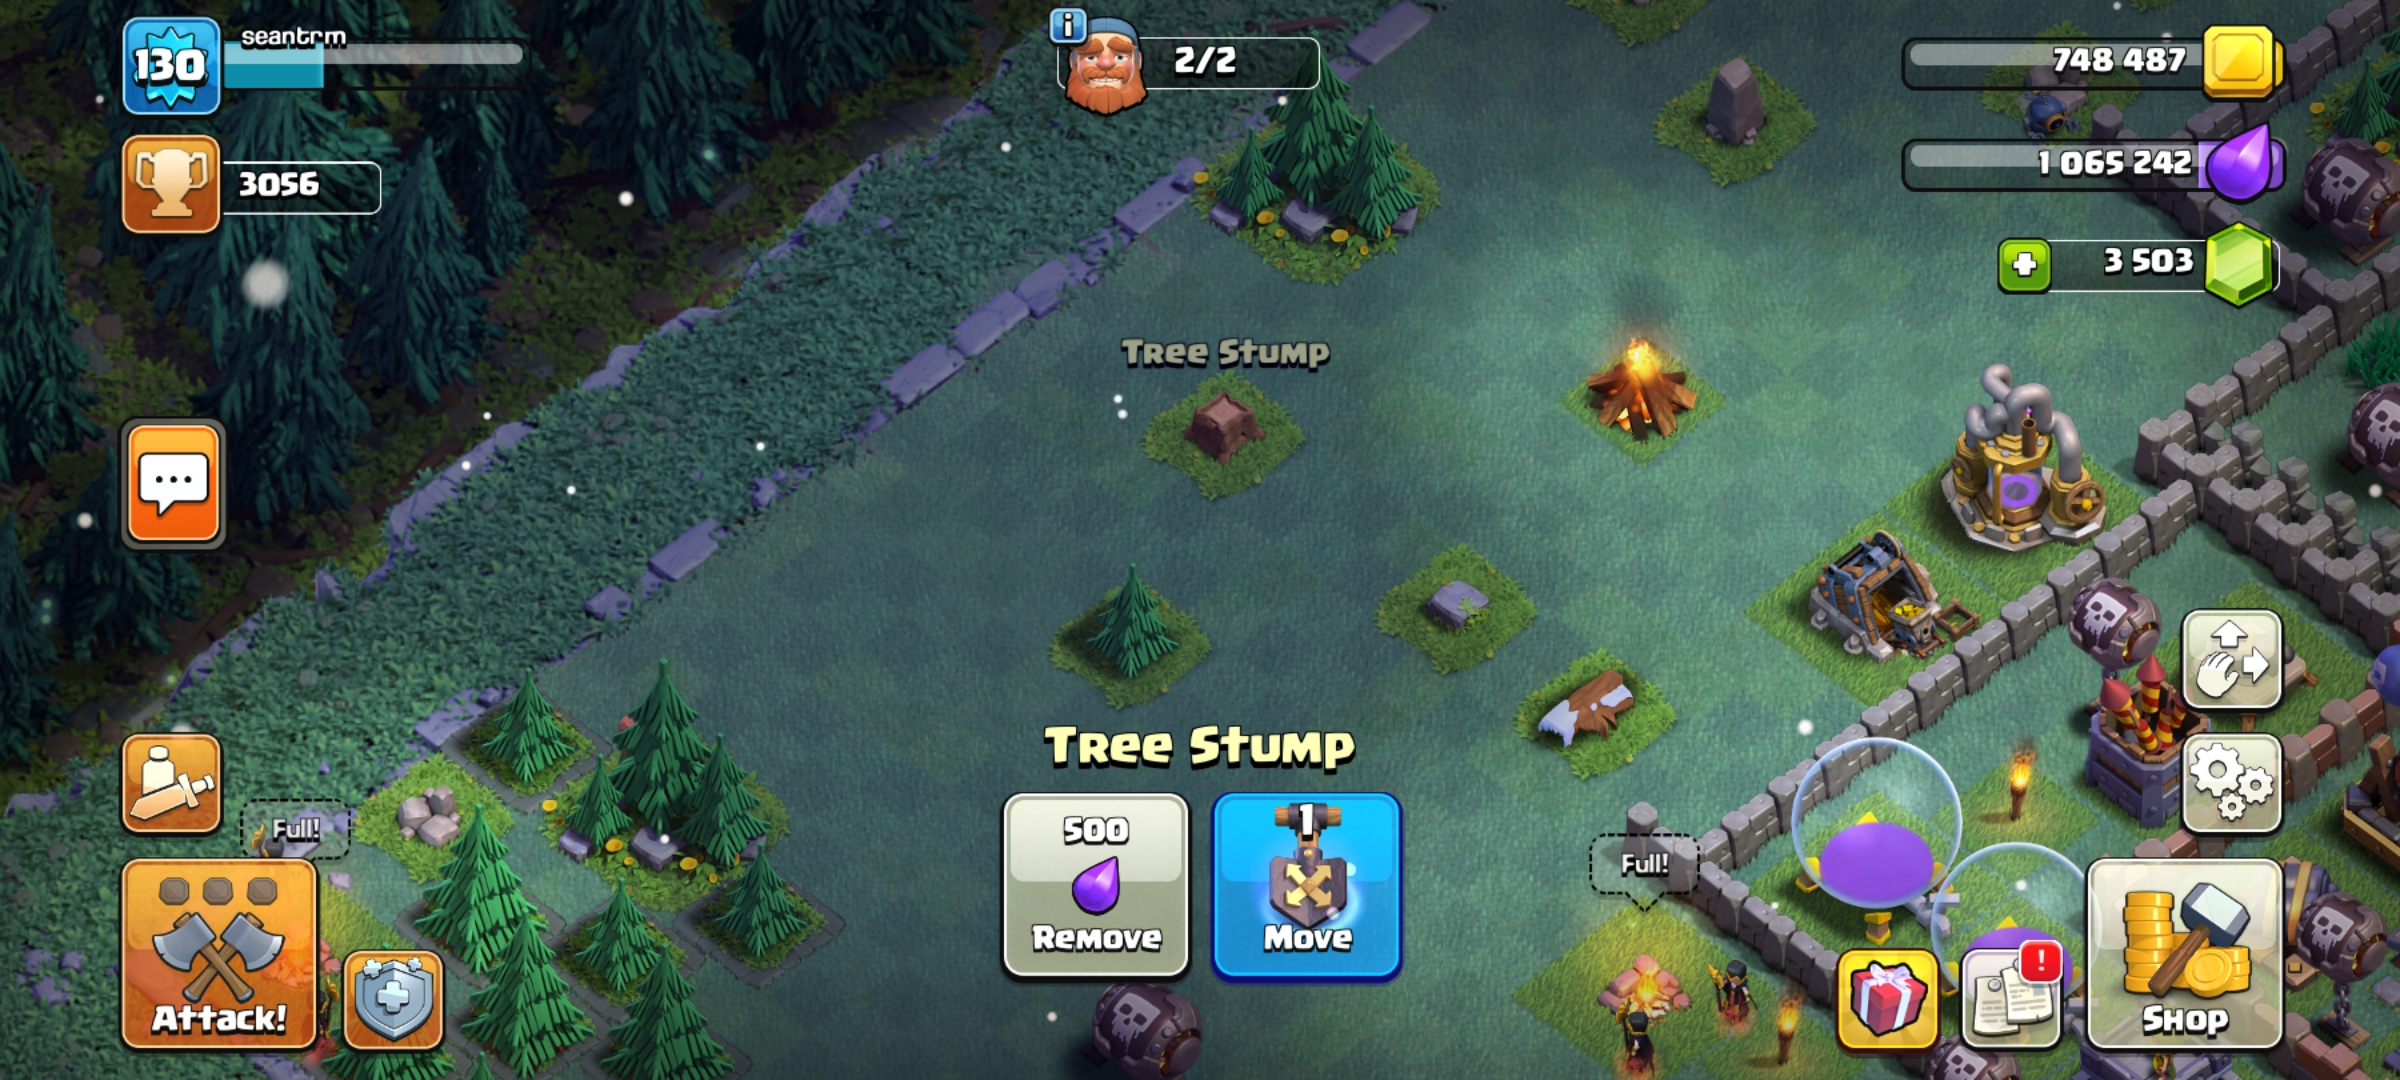 130
seantrm
i
2/2
748 487
3056
1 065 242
3 503
Tree Stump
Tree Stump
Full!
500
Remove
1
Move
Full!
Attack!
!
Shop